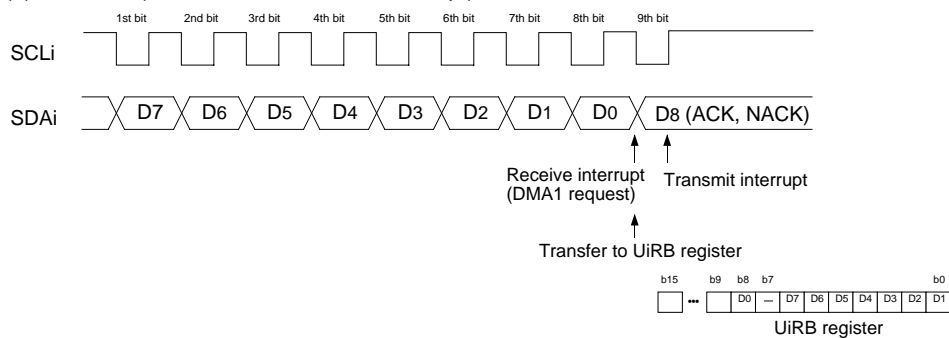 1st bit 2nd bit 3rd bit 4th bit 5th bit 6th bit 7th bit 8th bit 9th bit
SCLi
SDAi D7 D6 D5 D4 D3 D2 D1 D0 D8 (ACK, NACK)
Receive interrupt
(DMA1 request)
Transmit interrupt
Transfer to UiRB register
b15 b9 b8 b7 b0
••• D0 — D7 D6 D5 D4 D3 D2 D1
UiRB register